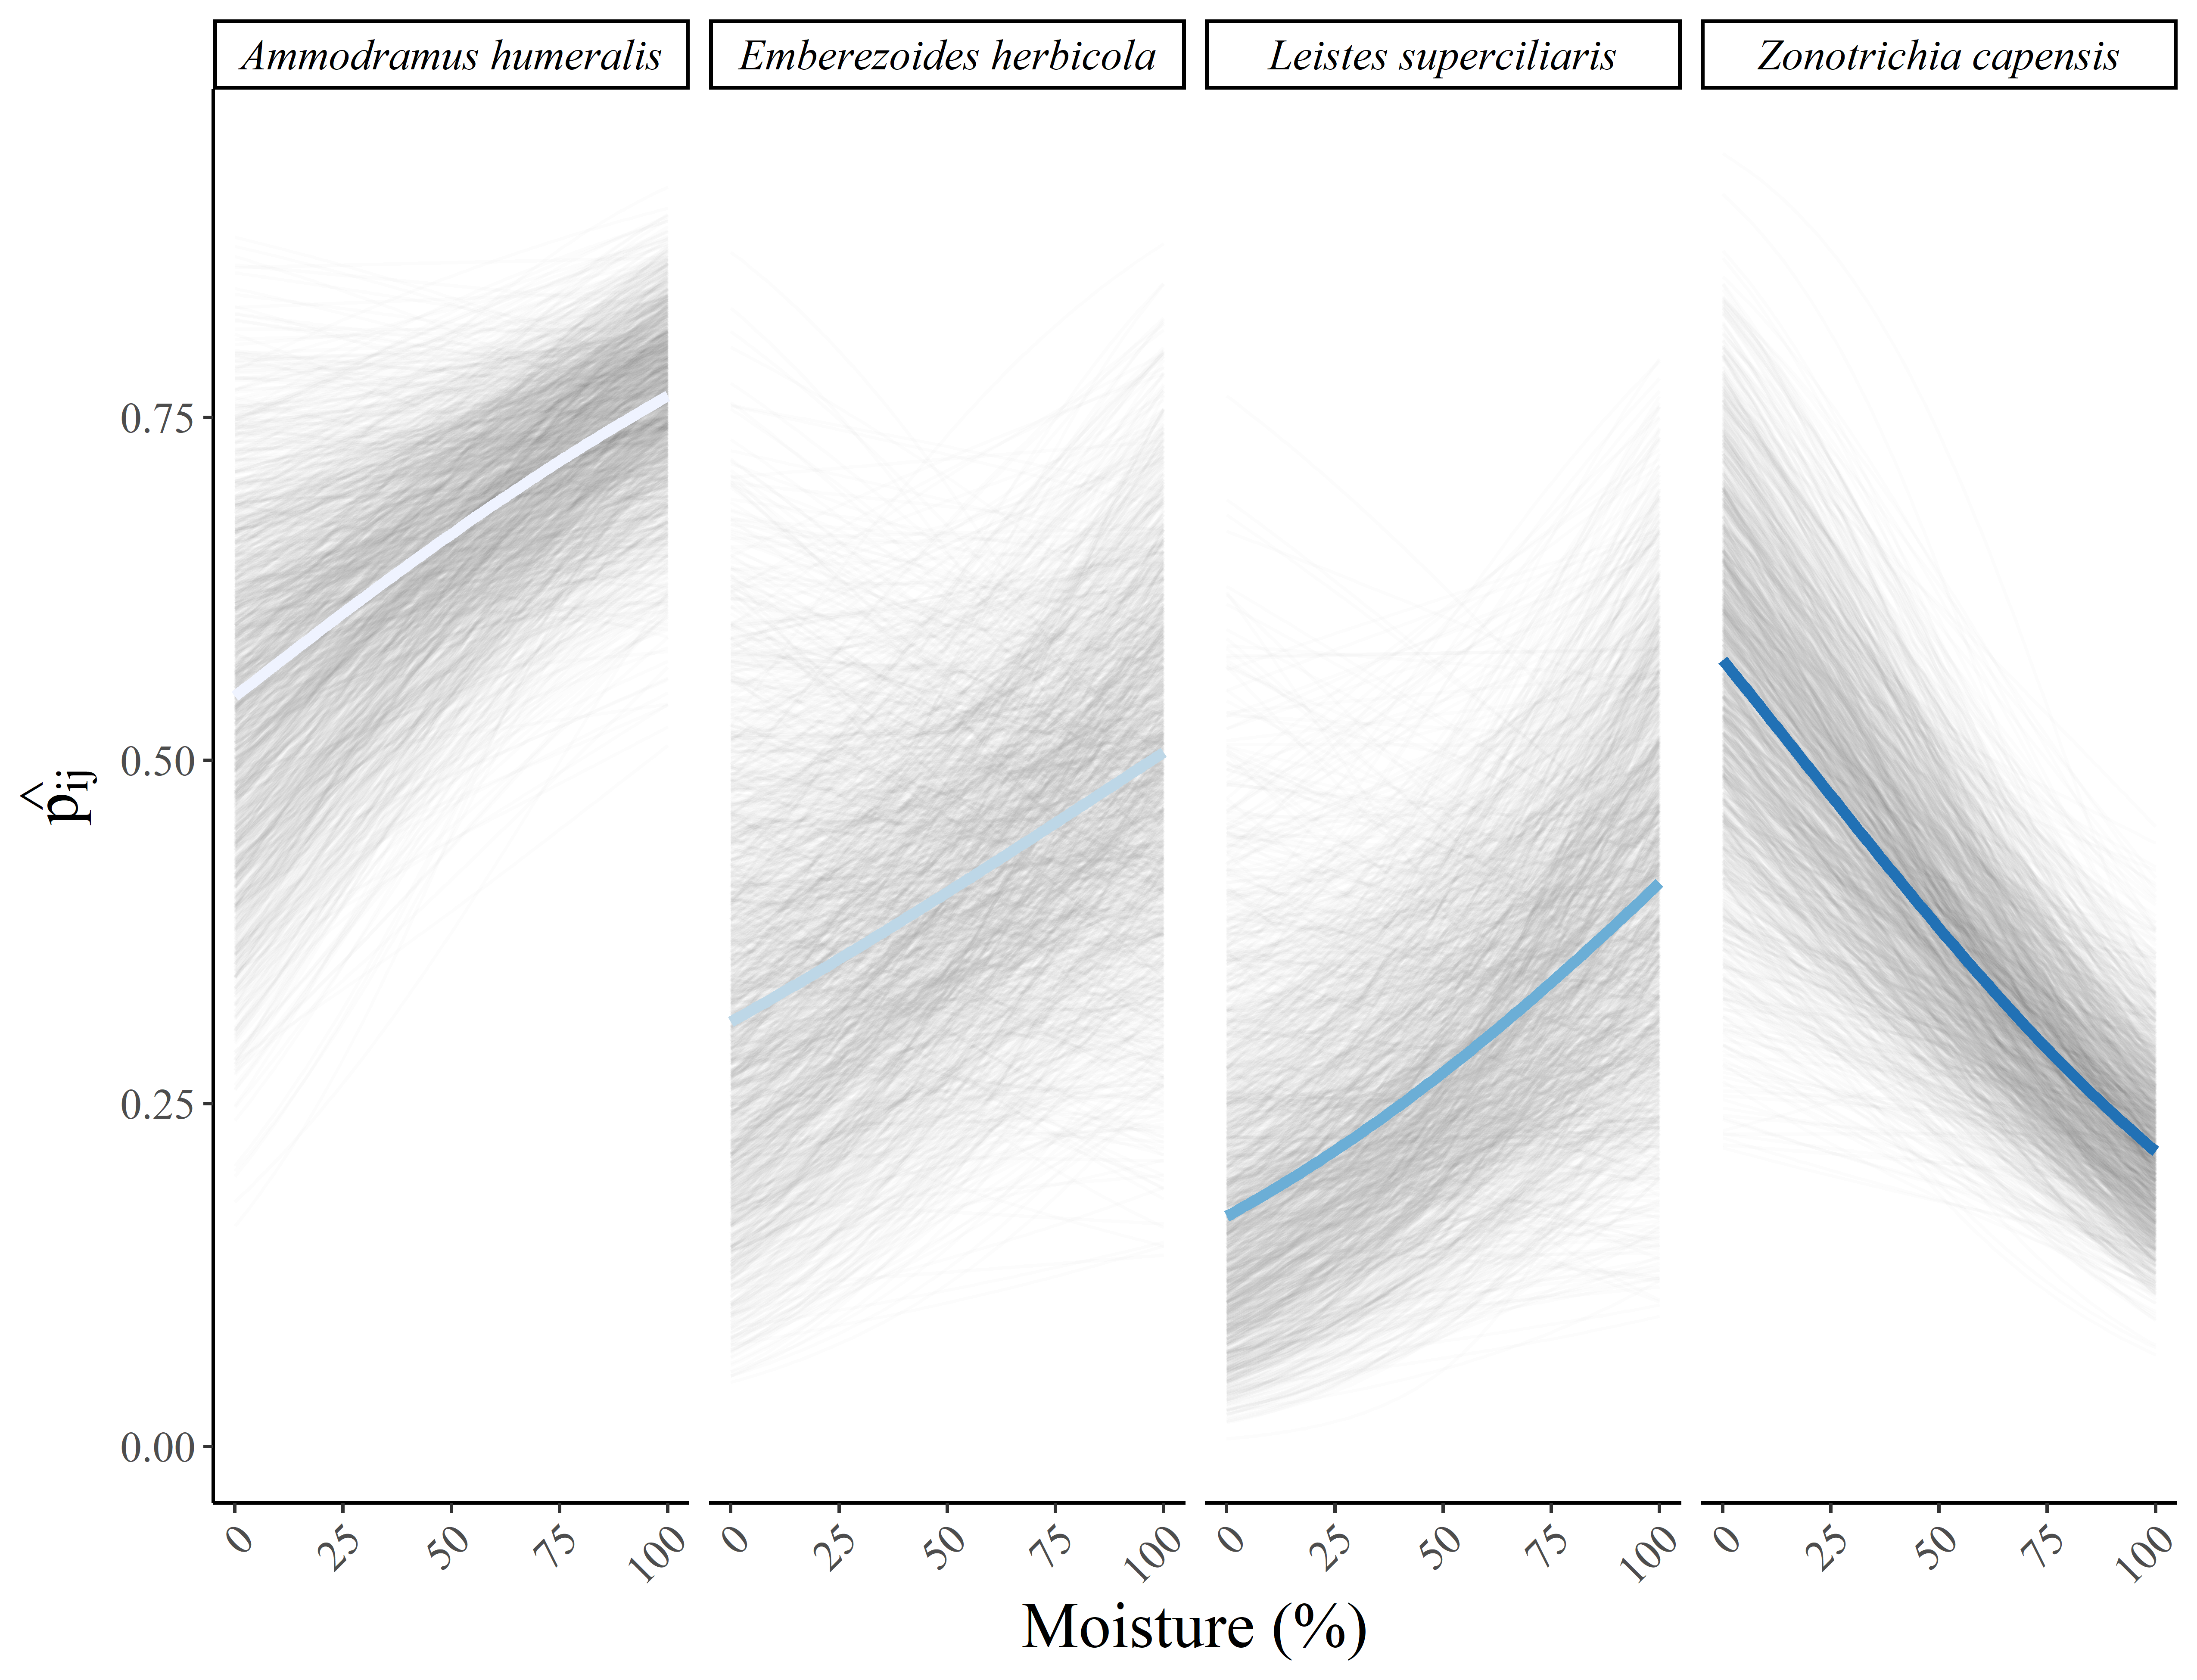 Ammodramus humeralis
Emberezoides herbicola
Leistes superciliaris
Zonotrichia capensis
0.75
0.50
0.25
0.00
p̂ij
0 25 50 75 100
0 25 50 75 100
0 25 50 75 100
0 25 50 75 100
Moisture (%)